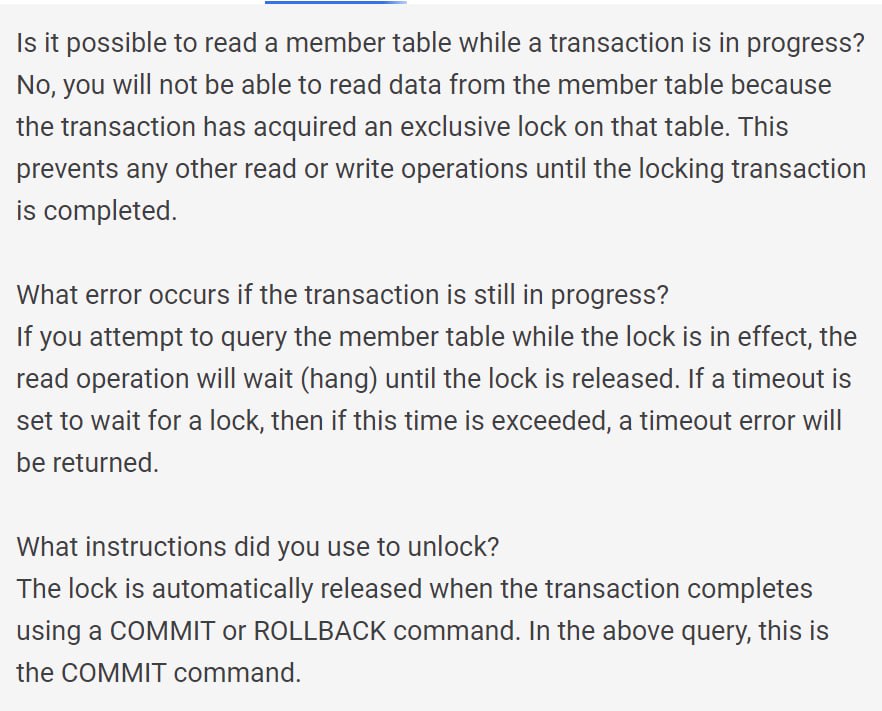 Is it possible to read a member table while a transaction is in progress?
No, you will not be able to read data from the member table because
the transaction has acquired an exclusive lock on that table. This
prevents any other read or write operations until the locking transaction
is completed.
What error occurs if the transaction is still in progress?
If you attempt to query the member table while the lock is in effect, the
read operation will wait (hang) until the lock is released. If a timeout is
set to wait for a lock, then if this time is exceeded, a timeout error will
be returned.
What instructions did you use to unlock?
The lock is automatically released when the transaction completes
using a COMMIT or ROLLBACK command. In the above query, this is
the COMMIT command.